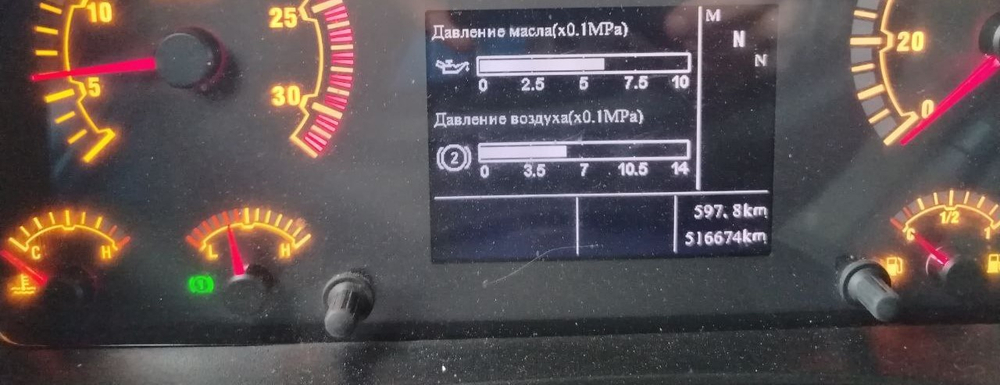 10
5
25
30
Давление масла(x0.1MPa)
0 2.5 5 7.5 10
Давление воздуха(x0.1MPa)
2
0 3.5 7 10.5 14
M
N
N
597.8km
516674km
20
0
C H
L H
1/2